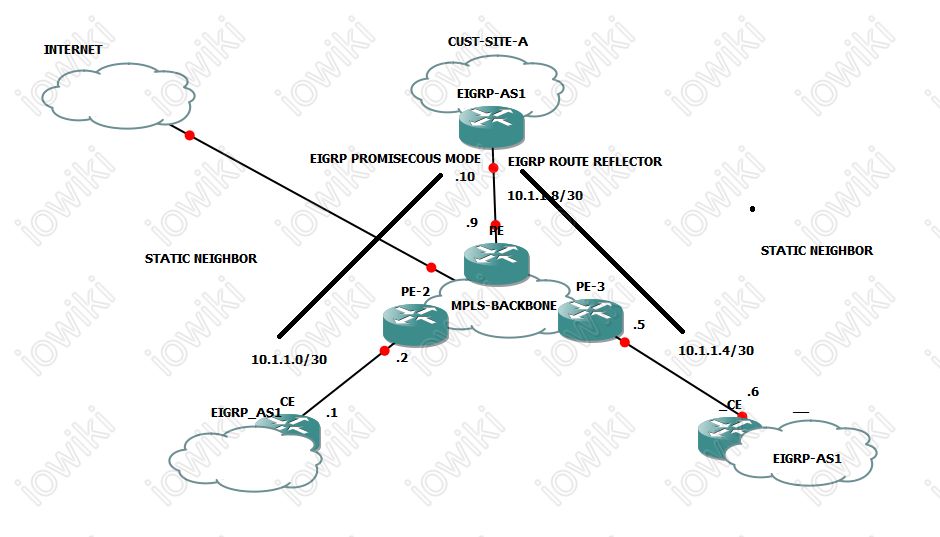 INTERNET
CUST-SITE-A
EIGRP-AS1
EIGRP PROMISECOUS MODE
EIGRP ROUTE REFLECTOR
.10
10.1.1.8/30
.9
PE
STATIC NEIGHBOR
STATIC NEIGHBOR
PE-2
PE-3
MPLS-BACKBONE
.5
10.1.1.0/30
.2
10.1.1.4/30
CE
EIGRP_AS1
.1
.6
_CE
__
EIGRP-AS1
iowiki